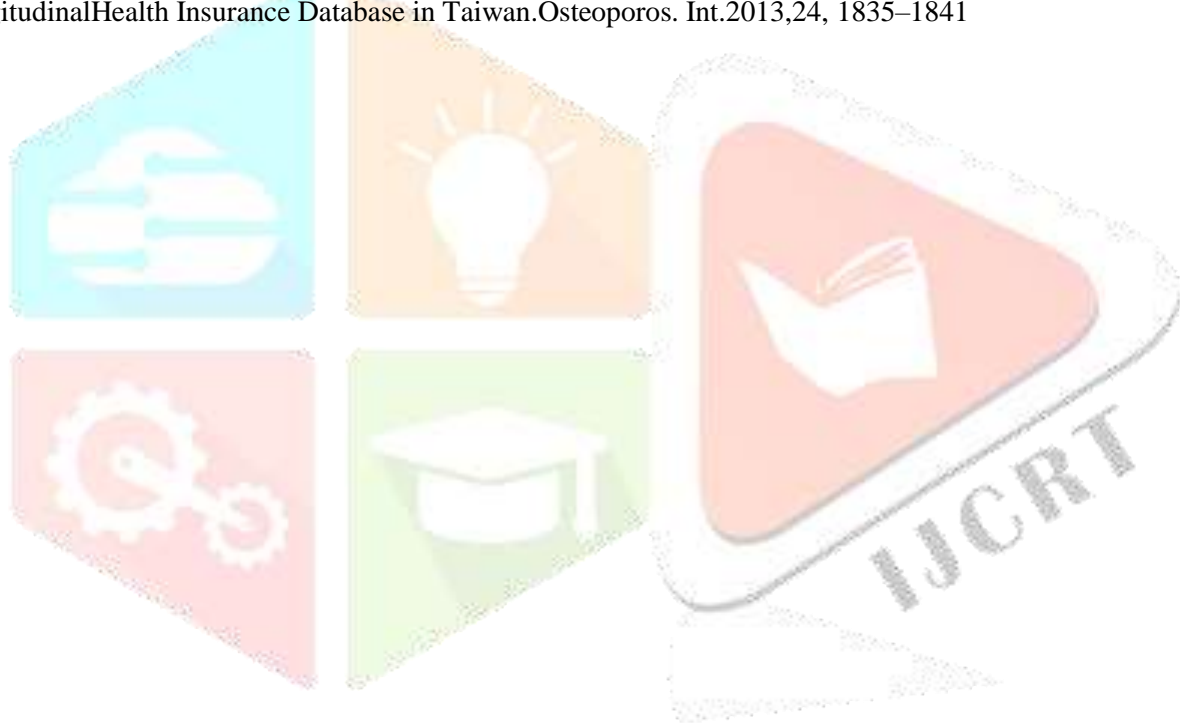 itudinalHealth Insurance Database in Taiwan.Osteoporos. Int.2013,24, 1835–1841
IJCRT